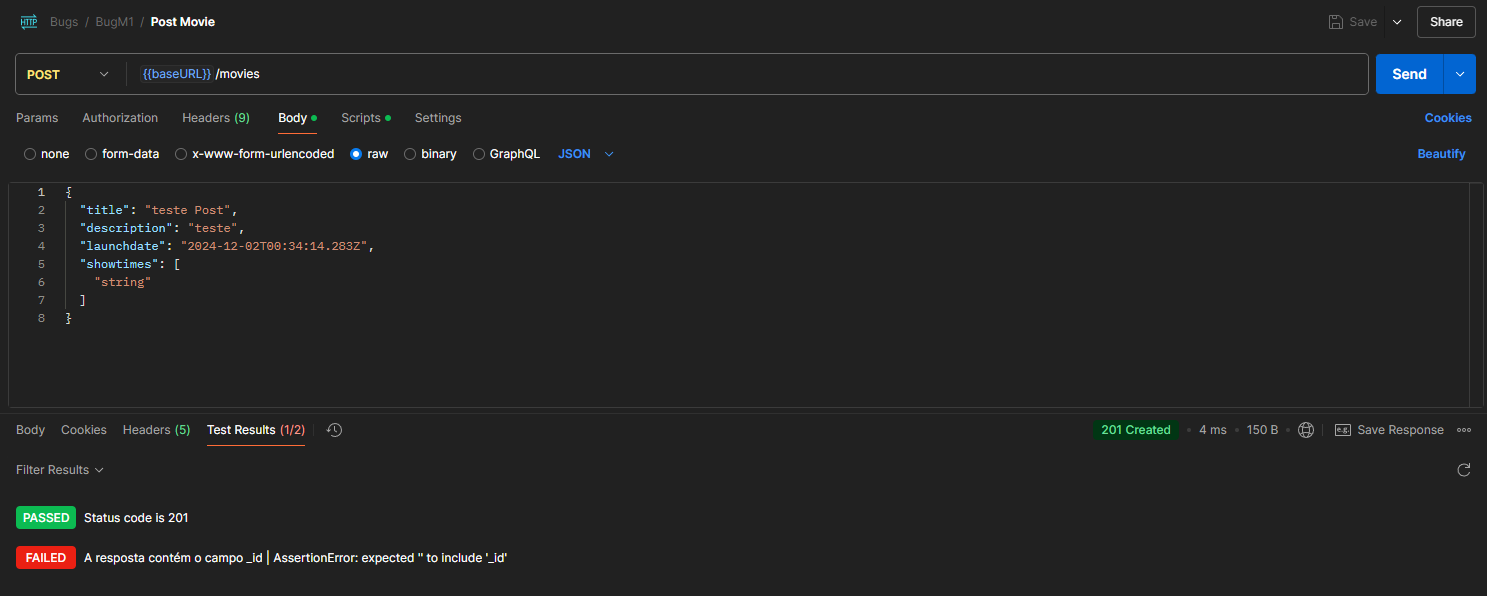 HTTP Bugs / BugM1 / Post Movie Save Share
POST {{baseURL}} /movies Send
Params Authorization Headers (9) Body Scripts Settings Cookies
none form-data x-www-form-urlencoded raw binary GraphQL JSON Beautify
1 {
2 "title": "teste Post",
3 "description": "teste",
4 "launchdate": "2024-12-02T00:34:14.283Z",
5 "showtimes": [
6 "string"
7 ]
8 }
Body Cookies Headers (5) Test Results (1/2) 201 Created • 4 ms • 150 B • e.g. Save Response
Filter Results
PASSED Status code is 201
FAILED A resposta contém o campo _id | AssertionError: expected '' to include '_id'